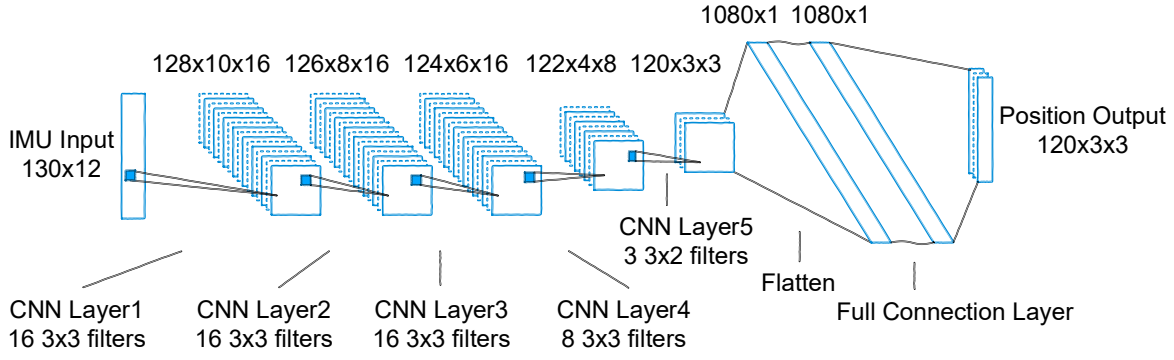 1080x1 1080x1
128x10x16 126x8x16 124x6x16 122x4x8 120x3x3
IMU Input
130x12
Position Output
120x3x3
CNN Layer5
3 3x2 filters
Flatten
Full Connection Layer
CNN Layer1
16 3x3 filters
CNN Layer2
16 3x3 filters
CNN Layer3
16 3x3 filters
CNN Layer4
8 3x3 filters